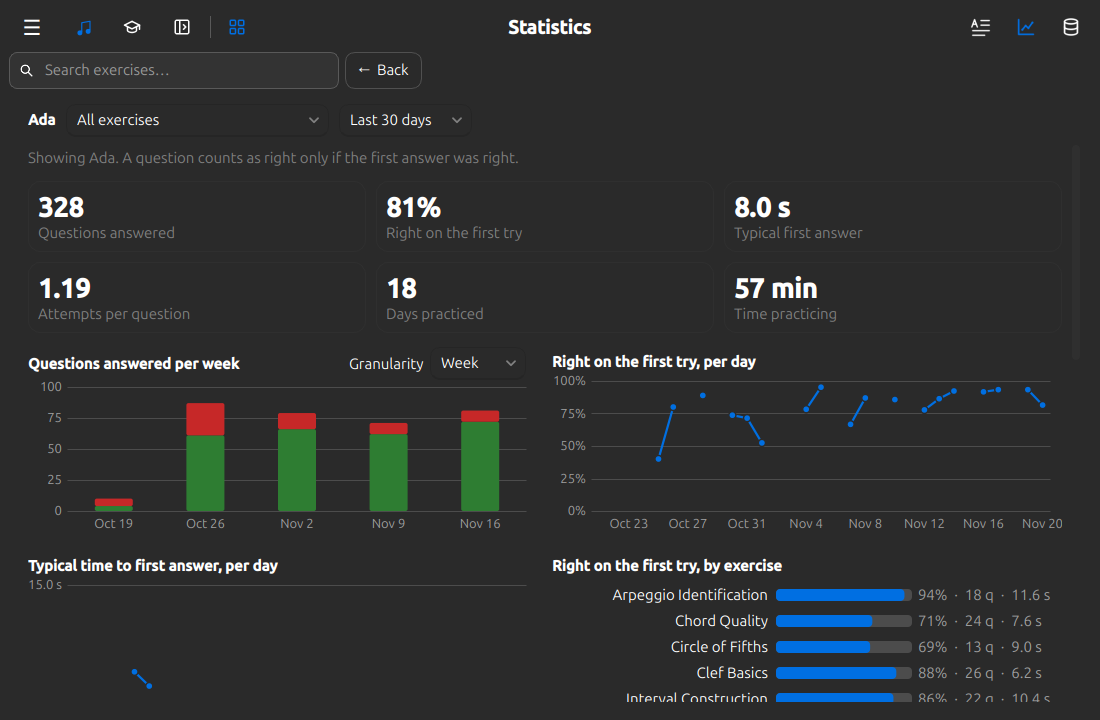 Statistics
Search exercises…
← Back
Ada All exercises Last 30 days
Showing Ada. A question counts as right only if the first answer was right.
328 81% 8.0 s
Questions answered Right on the first try Typical first answer
1.19 18 57 min
Attempts per question Days practiced Time practicing
Questions answered per week Granularity Week
100
75
50
25
0
Oct 19 Oct 26 Nov 2 Nov 9 Nov 16
Right on the first try, per day
100%
75%
50%
25%
0%
Oct 23 Oct 27 Oct 31 Nov 4 Nov 8 Nov 12 Nov 16 Nov 20
Typical time to first answer, per day
15.0 s
Right on the first try, by exercise
Arpeggio Identification 94% · 18 q · 11.6 s
Chord Quality 71% · 24 q · 7.6 s
Circle of Fifths 69% · 13 q · 9.0 s
Clef Basics 88% · 26 q · 6.2 s
Interval Construction 86% · 22 q · 10.4 s